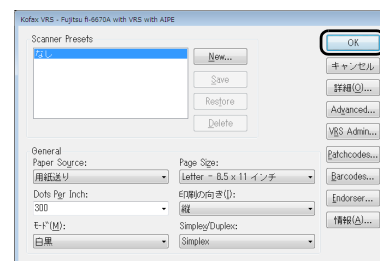 Kofax VRS - Fujitsu fi-6670A with VRS with AIPE
Scanner Presets
なし
New...
Save
Restore
Delete
OK
キャンセル
詳細(O)...
Advanced...
VRS Admin...
Patchcodes...
Barcodes...
Endorser...
情報(A)...
General
Paper Source:
用紙送り
Page Size:
Letter - 8.5 x 11 インチ
Dots Per Inch:
300
印刷の向き(I):
縦
モード(M):
白黒
Simplex/Duplex:
Simplex